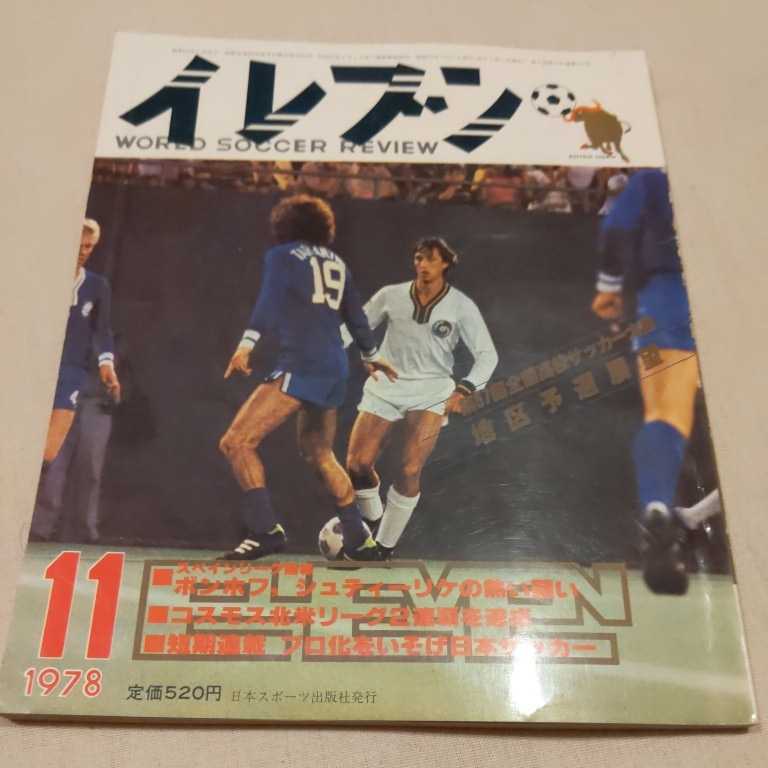 イレブン
WORLD SOCCER REVIEW
19
地区予選展望
ELEVEN
スペインリーグ
■ボンホフ、シュティーリケの熱い闘い
■コスモス北米リーグ2連覇を達成
■短期連載 プロ化をいそげ日本サッカー
11
1978
定価520円 日本スポーツ出版社発行